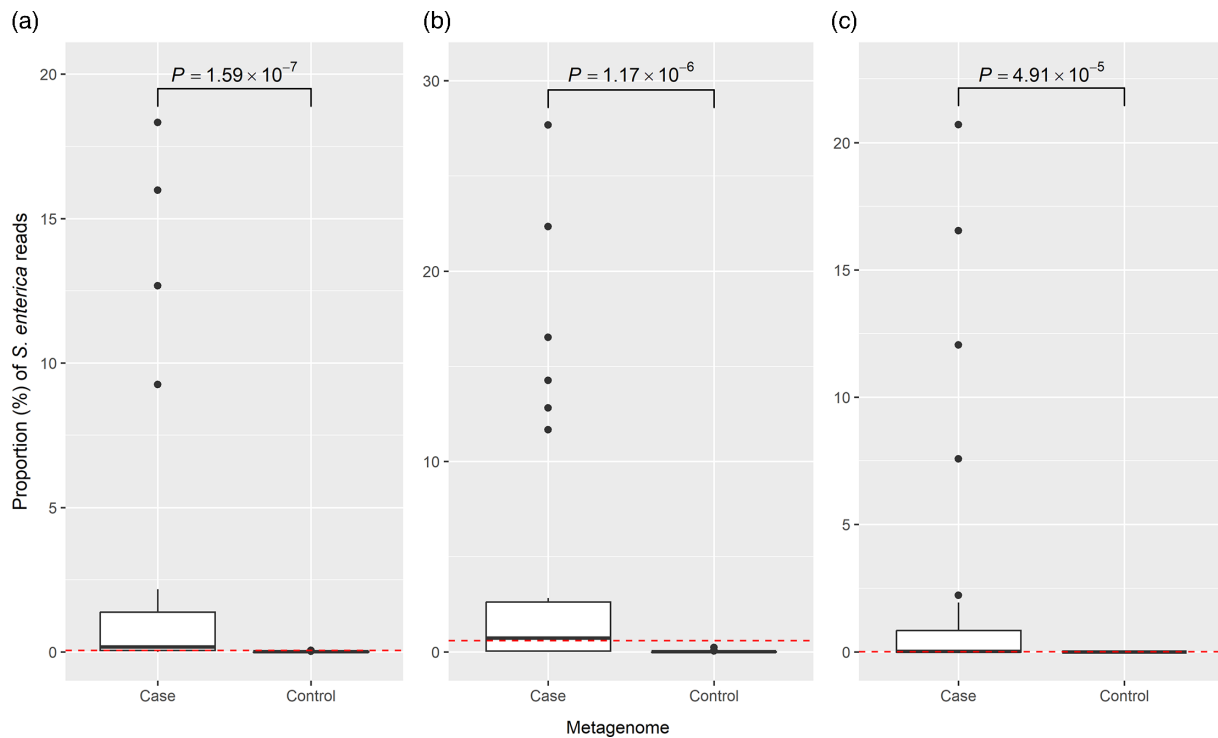 (a)
(b)
(c)
Proportion (%) of S. enterica reads
P = 1.59 × 10⁻⁷
20
15
10
5
0
Case
Control
P = 1.17 × 10⁻⁶
30
20
10
0
Case
Control
P = 4.91 × 10⁻⁵
20
15
10
5
0
Case
Control
Metagenome